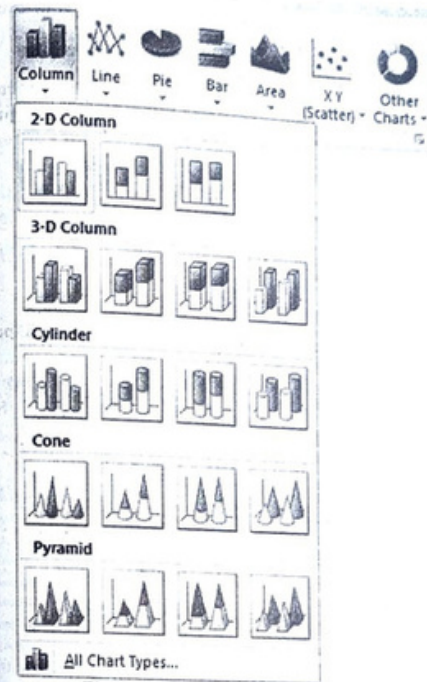 Column Line Pie Bar Area X Y Other
(Scatter) Charts
2-D Column
3-D Column
Cylinder
Cone
Pyramid
All Chart Types...